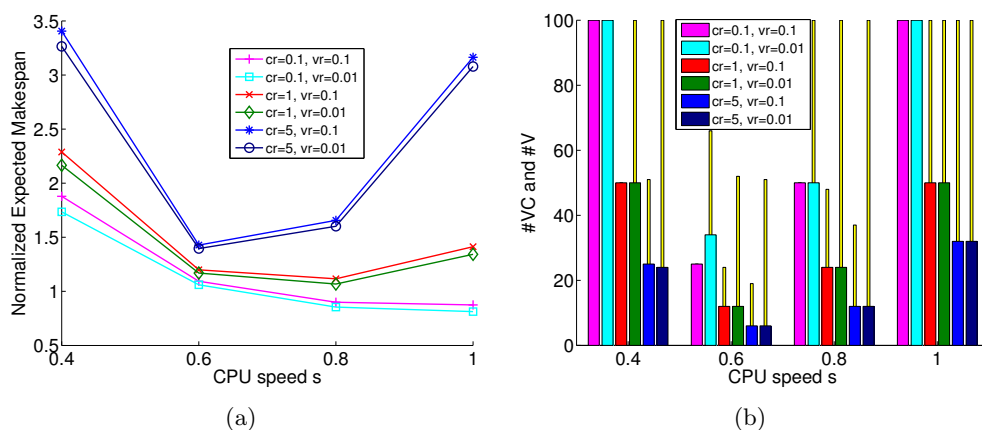 Normalized Expected Makespan
3.5
3
2.5
2
1.5
1
0.5
0.4
0.6
0.8
1
CPU speed s
cr=0.1, vr=0.1
cr=0.1, vr=0.01
cr=1, vr=0.1
cr=1, vr=0.01
cr=5, vr=0.1
cr=5, vr=0.01
(a)
#VC and #V
100
80
60
40
20
0
0.4
0.6
0.8
1
CPU speed s
cr=0.1, vr=0.1
cr=0.1, vr=0.01
cr=1, vr=0.1
cr=1, vr=0.01
cr=5, vr=0.1
cr=5, vr=0.01
(b)